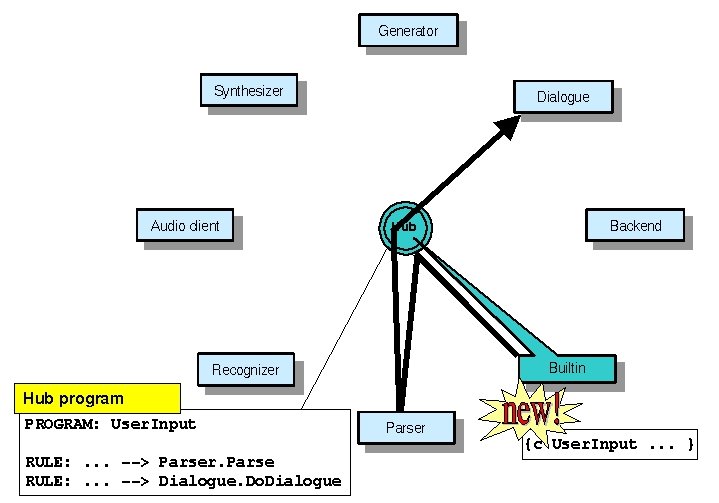 Generator
Synthesizer
Dialogue
Audio client
Hub
Backend
Recognizer
Builtin
Hub program
new!
Parser
PROGRAM: UserInput
{c UserInput ... }
RULE: ... --> Parser.Parse
RULE: ... --> Dialogue.DoDialogue